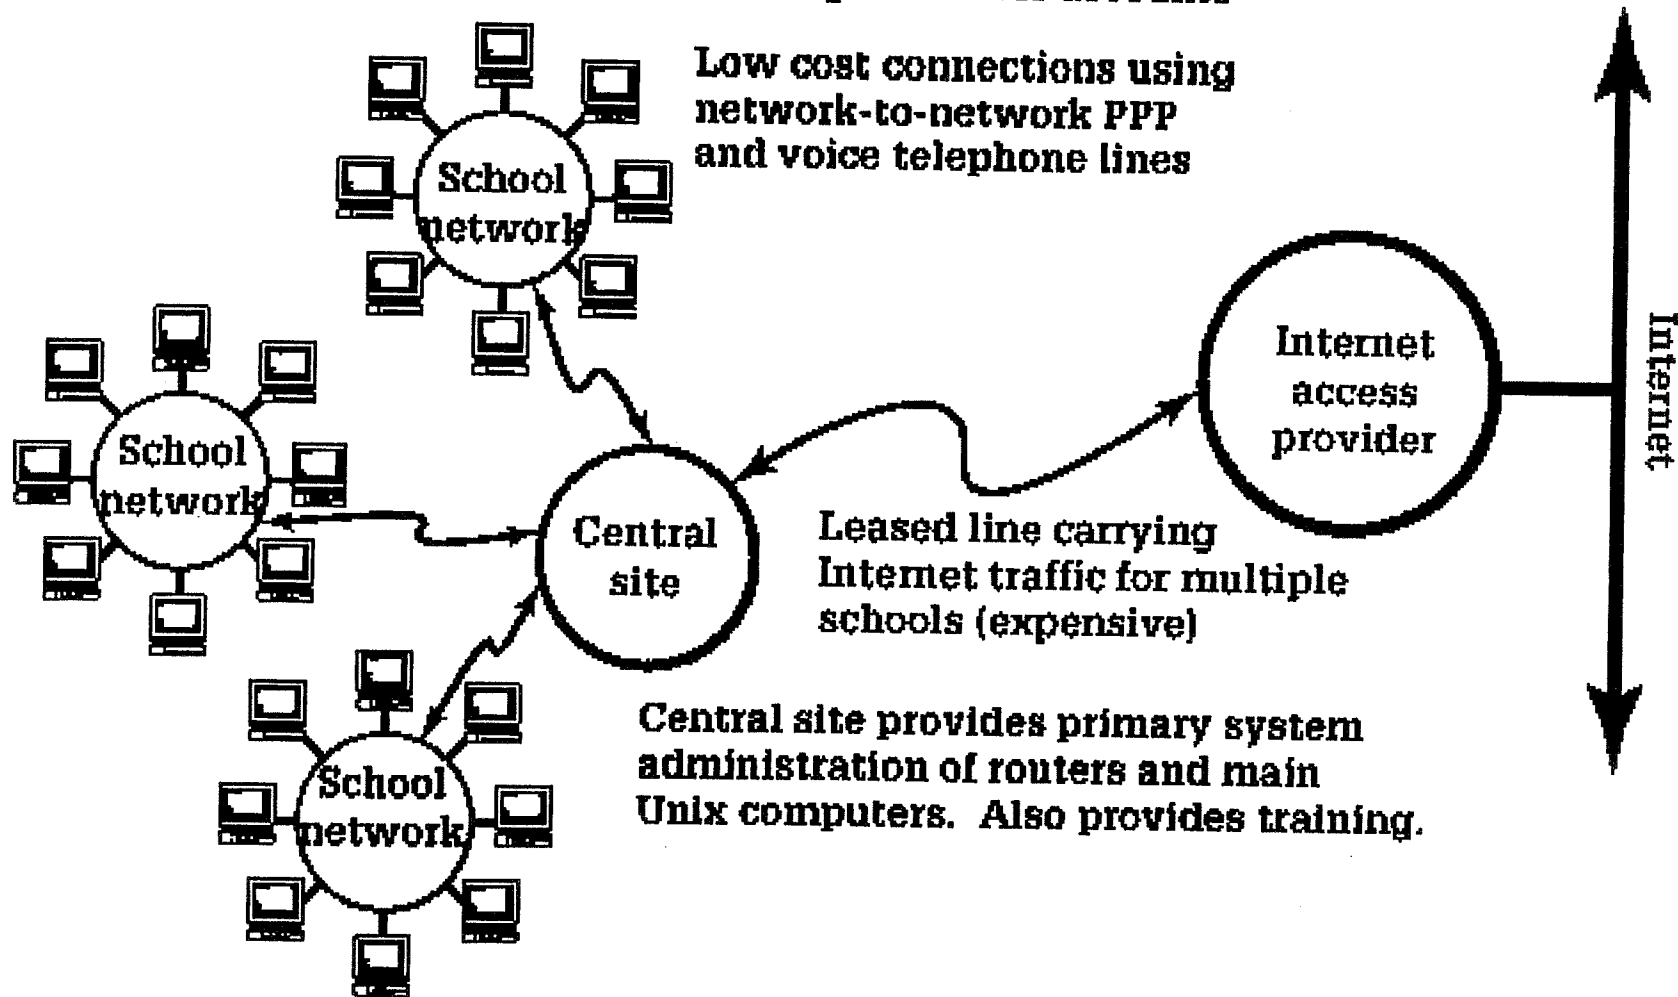 Low cost connections using
network-to-network PPP
and voice telephone lines
School
network
Internet
access
provider
Internet
School
network
Central
site
Leased line carrying
Internet traffic for multiple
schools (expensive)
School
network
Central site provides primary system
administration of routers and main
Unix computers. Also provides training.